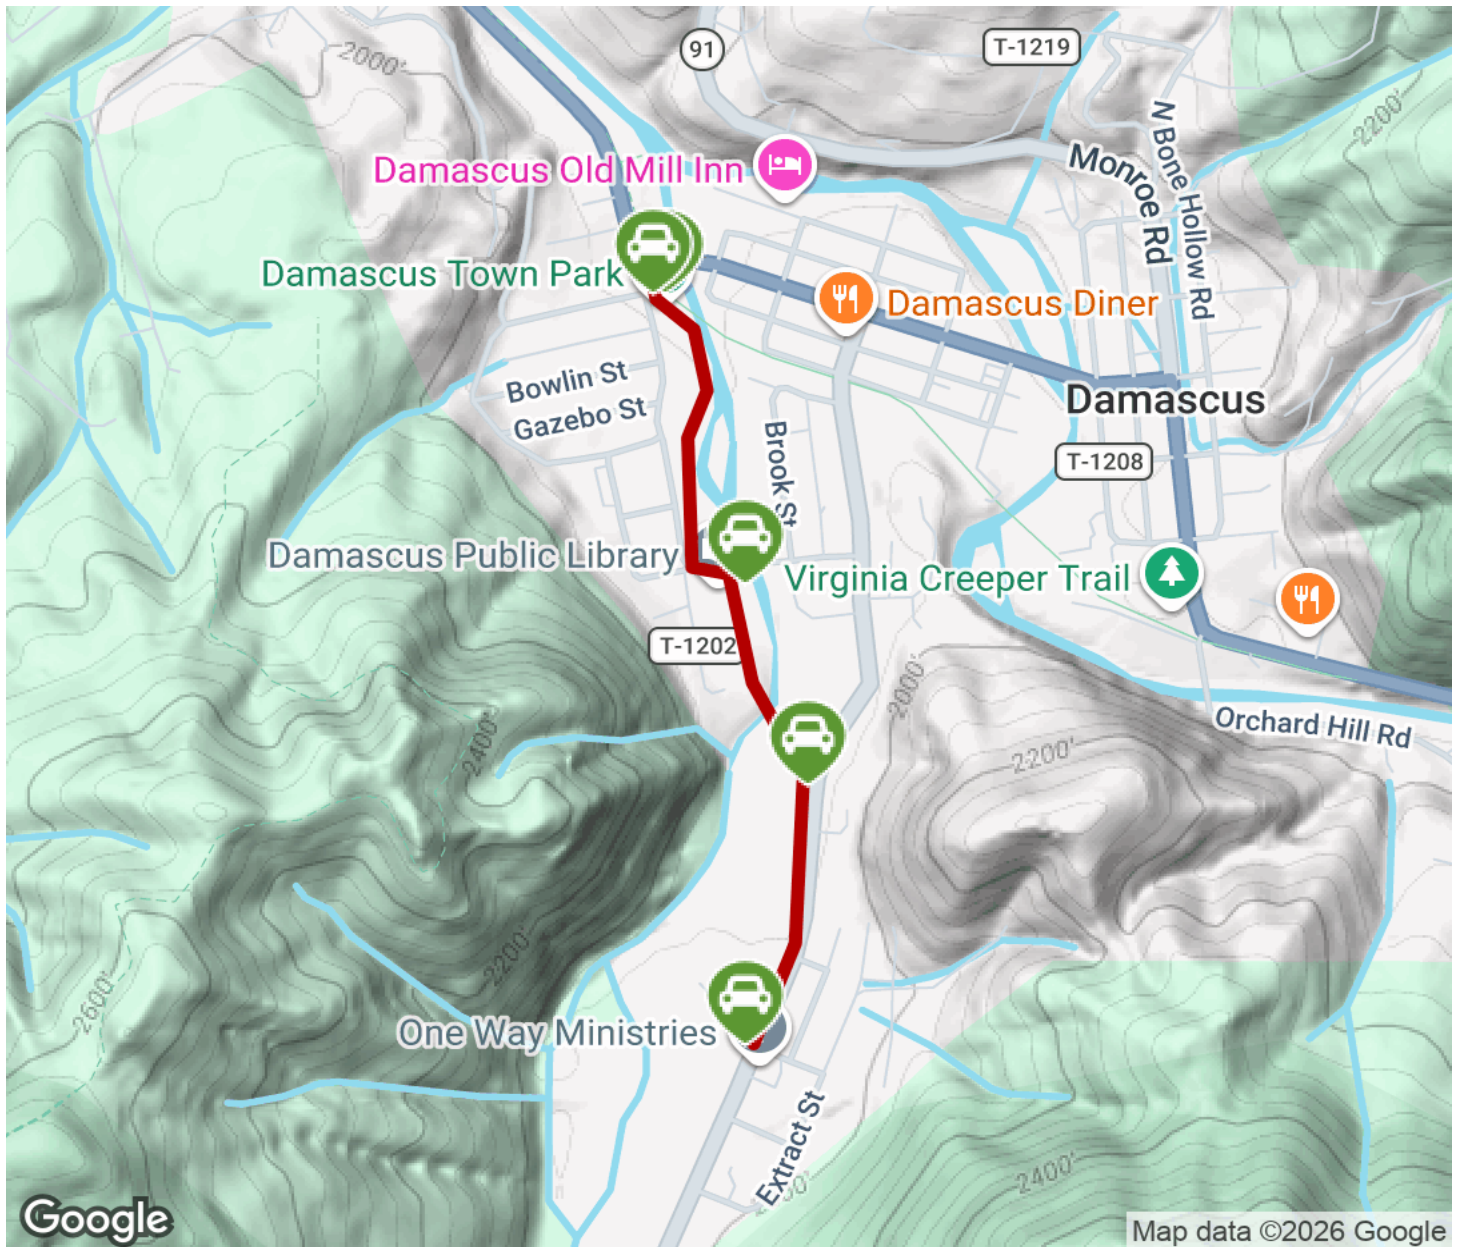 2000'
91
T-1219
N Bone Hollow Rd
2200'
Damascus Old Mill Inn
Monroe Rd
Damascus Town Park
Damascus Diner
Bowlin St
Gazebo St
Damascus
Brook St
T-1208
Damascus Public Library
Virginia Creeper Trail
T-1202
2000'
2400'
Orchard Hill Rd
2200'
2200'
2600'
One Way Ministries
Extract St
2400'
Google
Map data ©2026 Google